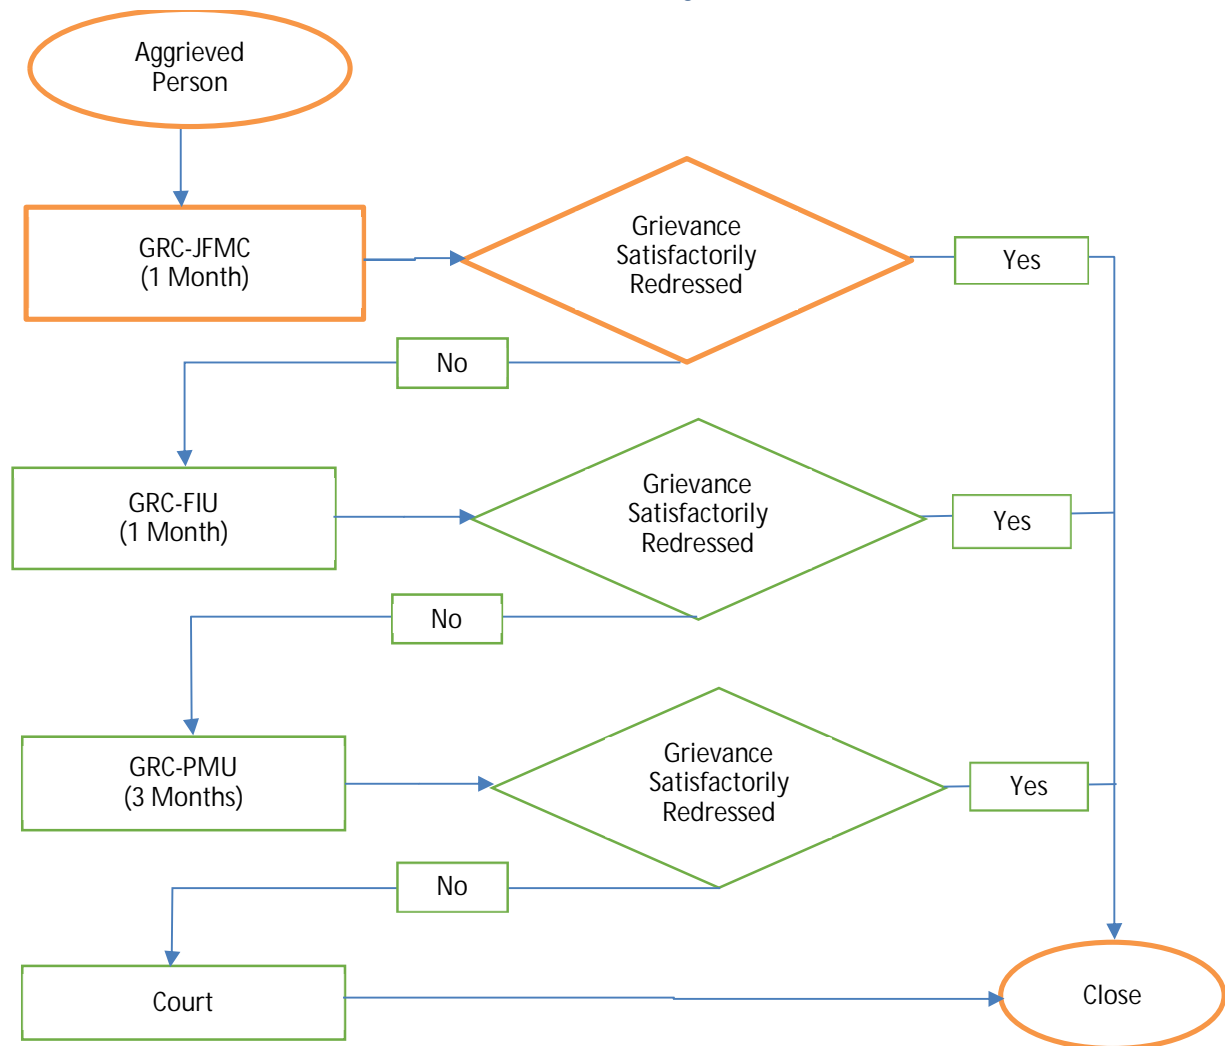 Aggrieved
Person
GRC-JFMC
(1 Month)
Grievance
Satisfactorily
Redressed
Yes
No
GRC-FIU
(1 Month)
Grievance
Satisfactorily
Redressed
Yes
No
GRC-PMU
(3 Months)
Grievance
Satisfactorily
Redressed
Yes
No
Court
Close